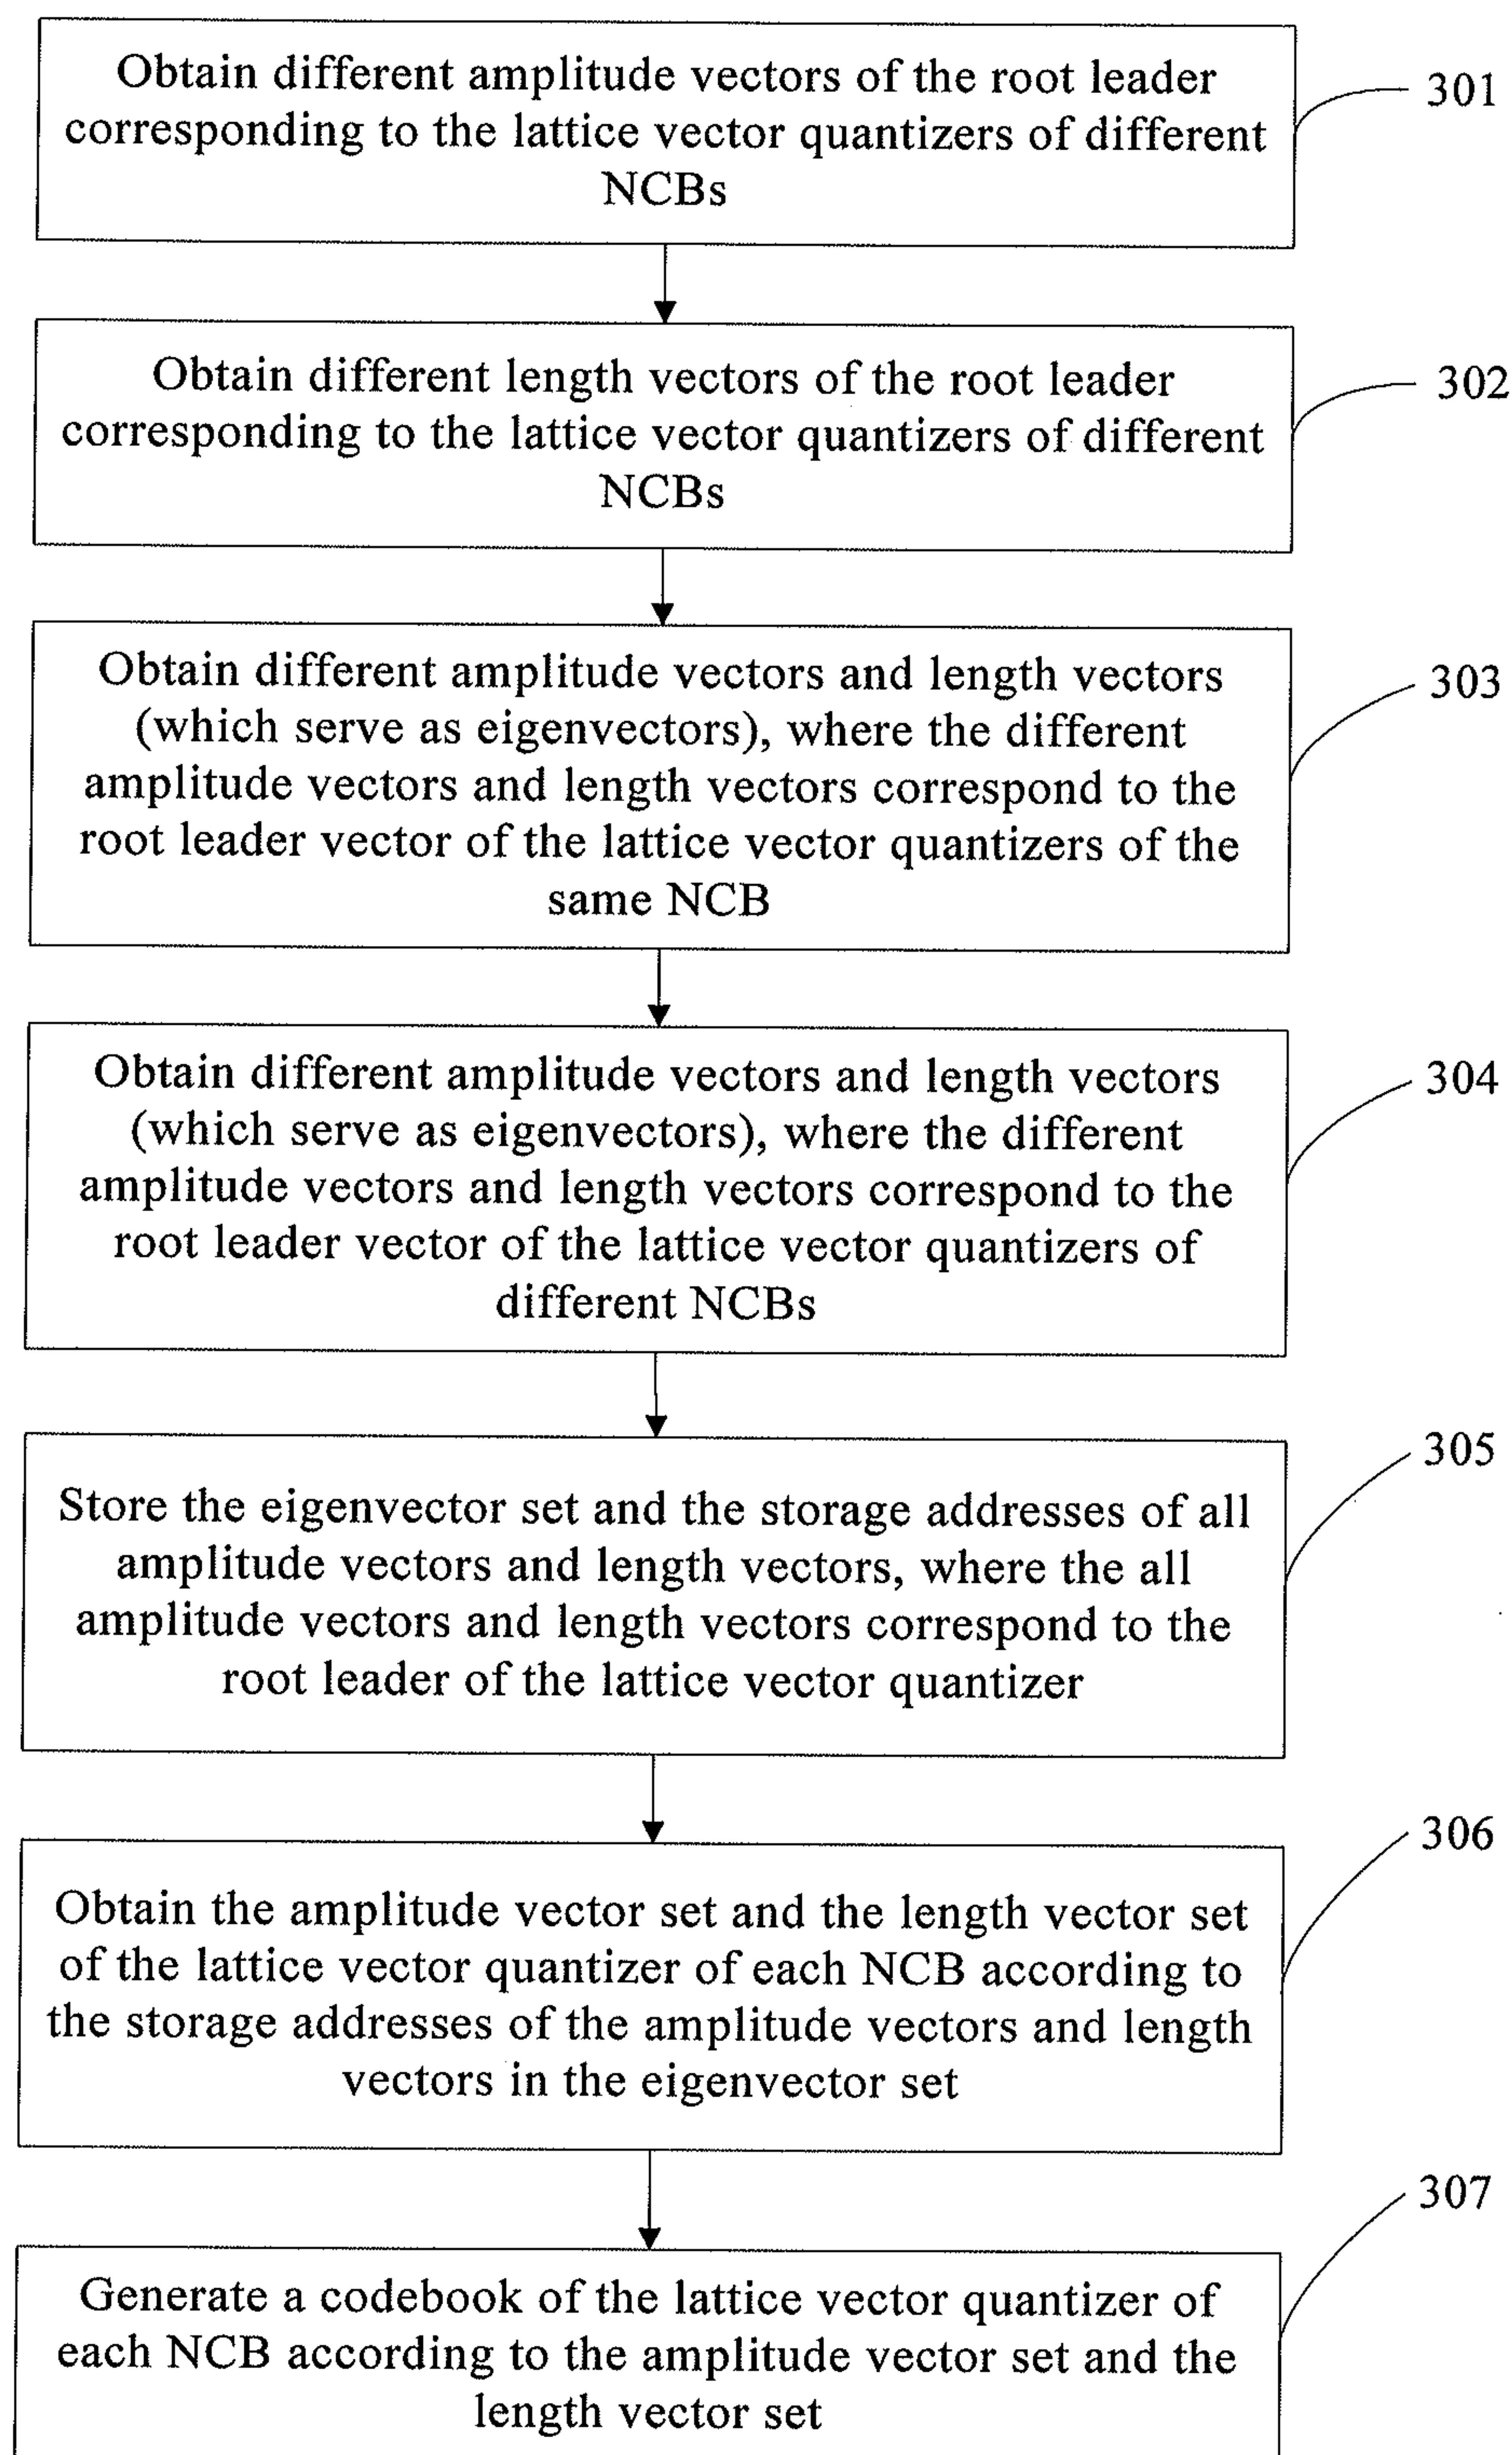 Obtain different amplitude vectors of the root leader
corresponding to the lattice vector quantizers of different
NCBs
301
Obtain different length vectors of the root leader
corresponding to the lattice vector quantizers of different
NCBs
302
Obtain different amplitude vectors and length vectors
(which serve as eigenvectors), where the different
amplitude vectors and length vectors correspond to the
root leader vector of the lattice vector quantizers of the
same NCB
303
Obtain different amplitude vectors and length vectors
(which serve as eigenvectors), where the different
amplitude vectors and length vectors correspond to the
root leader vector of the lattice vector quantizers of
different NCBs
304
Store the eigenvector set and the storage addresses of all
amplitude vectors and length vectors, where the all
amplitude vectors and length vectors correspond to the
root leader of the lattice vector quantizer
305
Obtain the amplitude vector set and the length vector set
of the lattice vector quantizer of each NCB according to
the storage addresses of the amplitude vectors and length
vectors in the eigenvector set
306
Generate a codebook of the lattice vector quantizer of
each NCB according to the amplitude vector set and the
length vector set
307